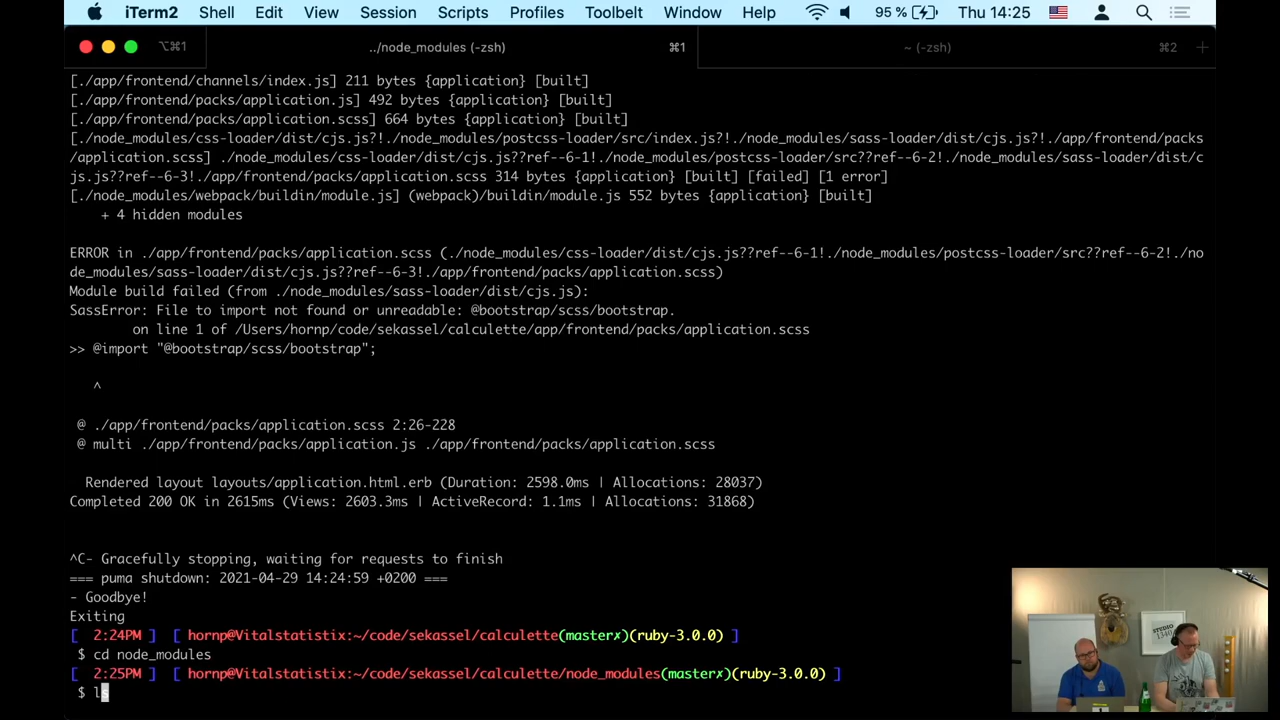 iTerm2 Shell Edit View Session Scripts Profiles Toolbelt Window Help 95 % Thu 14:25
⌥⌘1 ../node_modules (-zsh) ⌘1 ~ (-zsh) ⌘2 +
[./app/frontend/channels/index.js] 211 bytes {application} [built]
[./app/frontend/packs/application.js] 492 bytes {application} [built]
[./app/frontend/packs/application.scss] 664 bytes {application} [built]
[./node_modules/css-loader/dist/cjs.js?!./node_modules/postcss-loader/src/index.js?!./node_modules/sass-loader/dist/cjs.js?!./app/frontend/packs
/application.scss] ./node_modules/css-loader/dist/cjs.js??ref--6-1!./node_modules/postcss-loader/src??ref--6-2!./node_modules/sass-loader/dist/c
js.js??ref--6-3!./app/frontend/packs/application.scss 314 bytes {application} [built] [failed] [1 error]
[./node_modules/webpack/buildin/module.js] (webpack)/buildin/module.js 552 bytes {application} [built]
+ 4 hidden modules
ERROR in ./app/frontend/packs/application.scss (./node_modules/css-loader/dist/cjs.js??ref--6-1!./node_modules/postcss-loader/src??ref--6-2!./no
de_modules/sass-loader/dist/cjs.js??ref--6-3!./app/frontend/packs/application.scss)
Module build failed (from ./node_modules/sass-loader/dist/cjs.js):
SassError: File to import not found or unreadable: @bootstrap/scss/bootstrap.
on line 1 of /Users/hornp/code/sekassel/calculette/app/frontend/packs/application.scss
>> @import "@bootstrap/scss/bootstrap";
^
@ ./app/frontend/packs/application.scss 2:26-228
@ multi ./app/frontend/packs/application.js ./app/frontend/packs/application.scss
Rendered layout layouts/application.html.erb (Duration: 2598.0ms | Allocations: 28037)
Completed 200 OK in 2615ms (Views: 2603.3ms | ActiveRecord: 1.1ms | Allocations: 31868)
^C- Gracefully stopping, waiting for requests to finish
=== puma shutdown: 2021-04-29 14:24:59 +0200 ===
- Goodbye!
Exiting
[ 2:24PM ] [ hornp@Vitalstatistix:~/code/sekassel/calculette(master✗)(ruby-3.0.0) ]
$ cd node_modules
[ 2:25PM ] [ hornp@Vitalstatistix:~/code/sekassel/calculette/node_modules(master✗)(ruby-3.0.0) ]
$ ls
STUDIO
1340